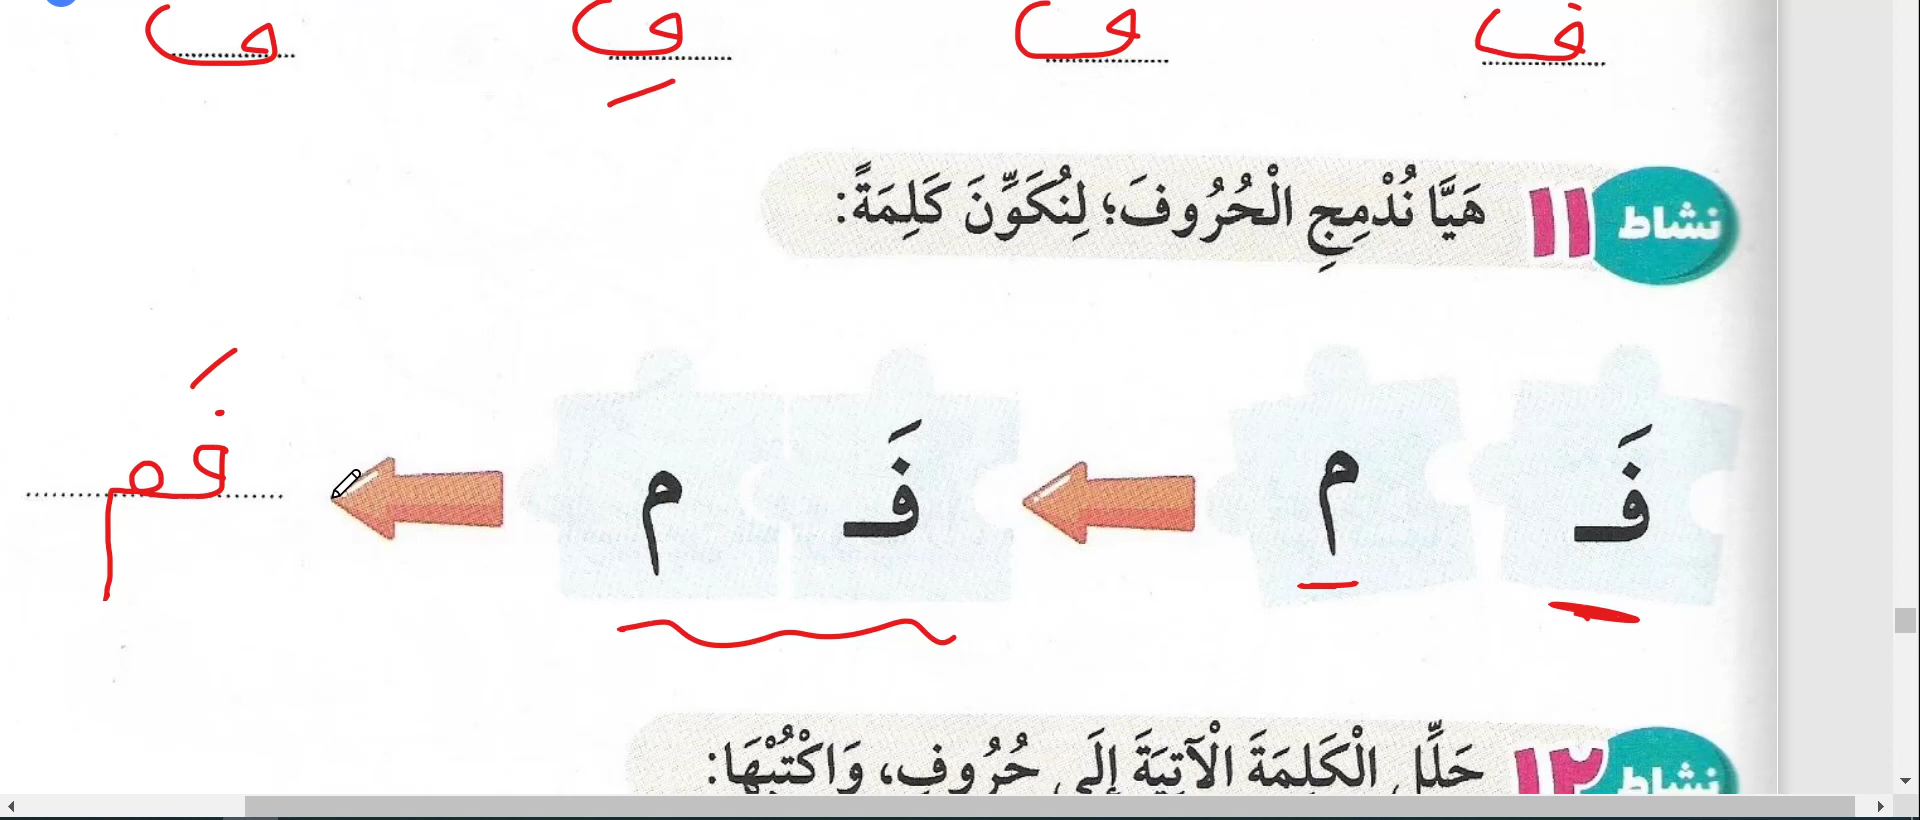 ف ف فِ ف
نشاط ١١ هَيَّا نُدْمِجِ الْحُرُوفَ؛ لِنُكَوِّنَ كَلِمَةً:
فَـ م فَـ م فَم
نشاط ١٢ حَلِّلِ الْكَلِمَةَ الْآتِيَةَ إِلَى حُرُوفٍ، وَاكْتُبْهَا: